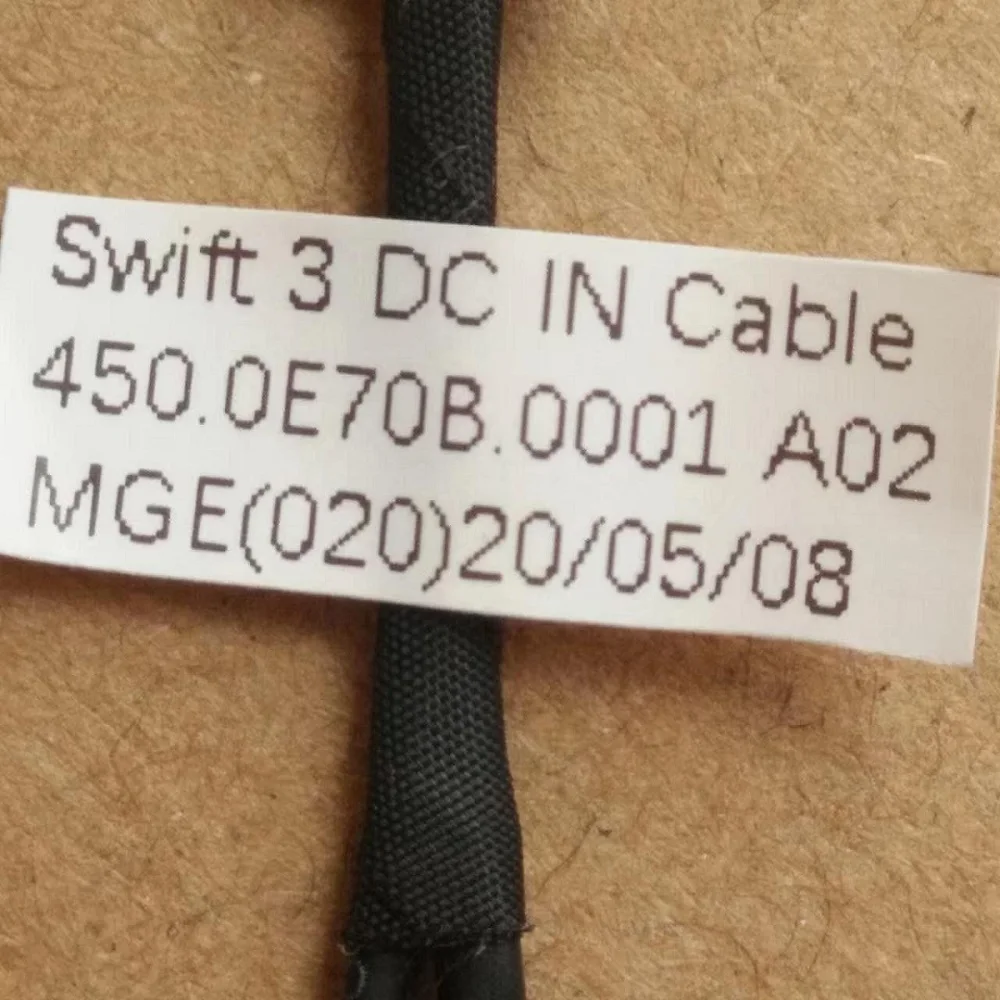 Swift 3 DC IN Cable
450.0E70B.0001 A02
MGE(020)20/05/08